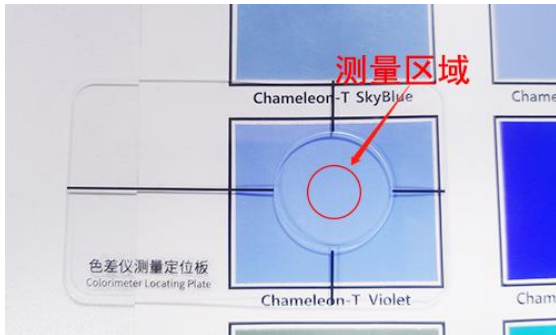 测量区域
Chameleon-T SkyBlue
Chame
色差仪测量定位板
Colorimeter Locating Plate
Chameleon-T Violet
Cham